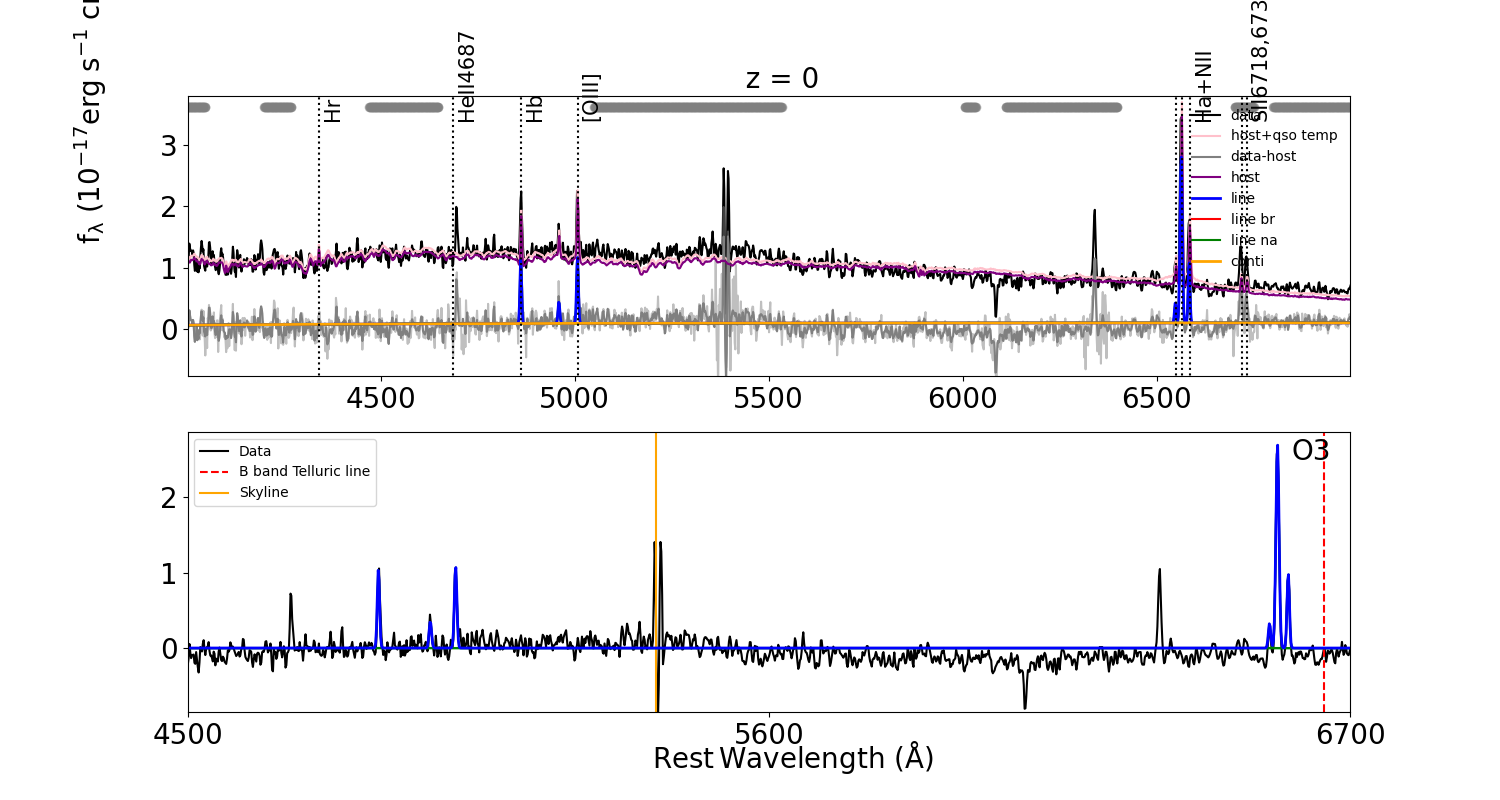 z = 0
f_λ (10^−17 erg s^−1
Hr
HeII4687
Hb
[OIII]
Ha+NII
SII6718,673
data
host+qso temp
data-host
host
line
line br
line na
conti
3
2
1
0
4500 5000 5500 6000 6500
Data
B band Telluric line
Skyline
O3
2
1
0
4500 5600 6700
Rest Wavelength (Å)